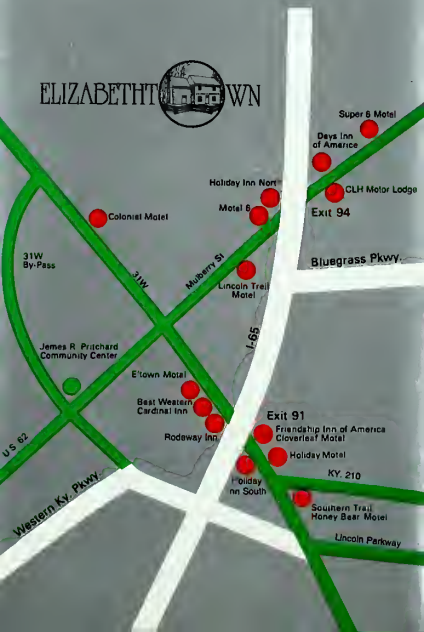 ELIZABETHTOWN
Super 8 Motel
Days Inn
of America
Holiday Inn Nort
CLH Motor Lodge
Motel 6
Exit 94
Colonial Motel
31W
By-Pass
31W
Mulberry St
Lincoln Trail
Motel
Bluegrass Pkwy.
I-65
James R. Pritchard
Community Center
E'town Motel
Best Western
Cardinal Inn
Rodeway Inn
Exit 91
Friendship Inn of America
Cloverleaf Motel
Holiday Motel
US 62
Holiday
Inn South
KY. 210
Western Ky. Pkwy.
Southern Trail
Honey Bear Motel
Lincoln Parkway